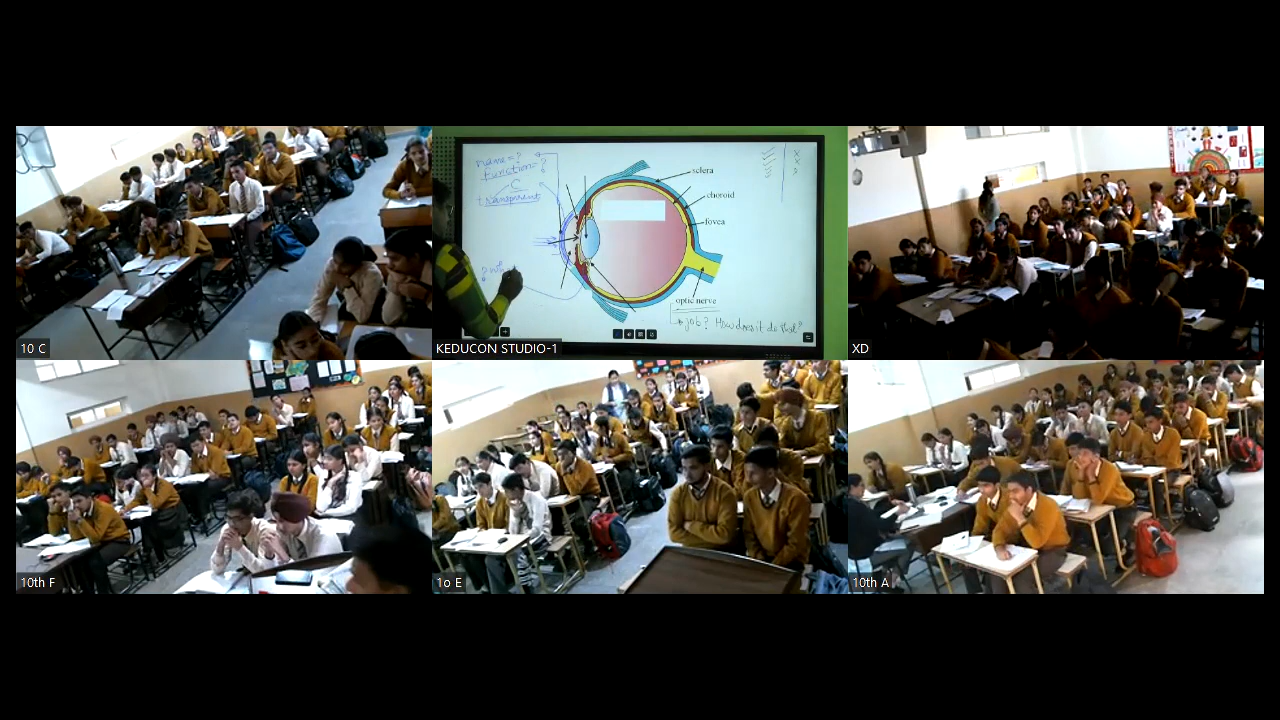 name=?
function=?
C
transparent
sclera
choroid
fovea
optic nerve
job? How does it do that?
10 C
KEDUCON STUDIO-1
XD
10th F
1o E
10th A